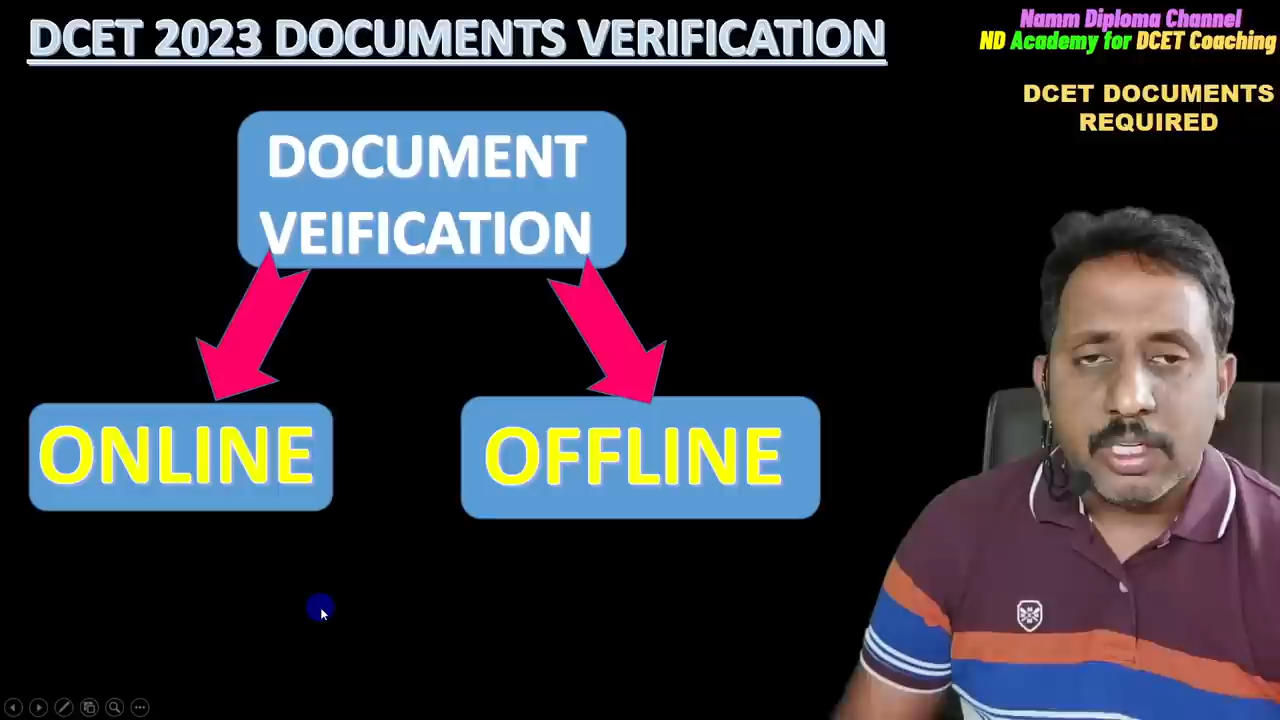 DCET 2023 DOCUMENTS VERIFICATION
Namm Diploma Channel
ND Academy for DCET Coaching
DCET DOCUMENTS
REQUIRED
DOCUMENT
VEIFICATION
ONLINE
OFFLINE